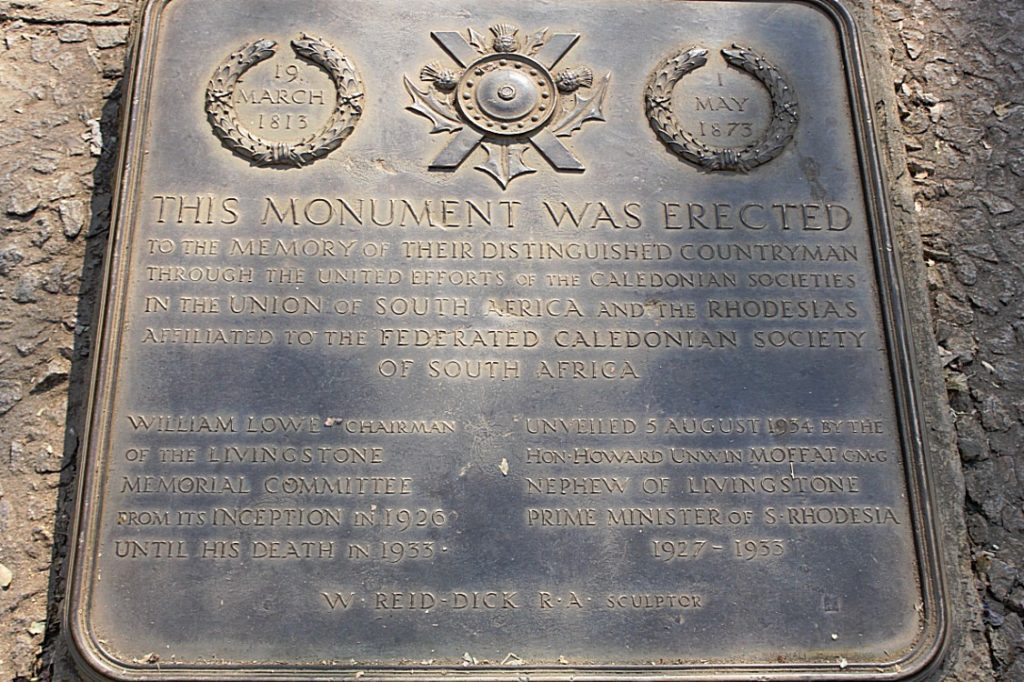 19.
MARCH
1813
1
MAY
1873
THIS MONUMENT WAS ERECTED
TO THE MEMORY OF THEIR DISTINGUISHED COUNTRYMAN
THROUGH THE UNITED EFFORTS OF THE CALEDONIAN SOCIETIES
IN THE UNION OF SOUTH AFRICA AND THE RHODESIAS
AFFILIATED TO THE FEDERATED CALEDONIAN SOCIETY
OF SOUTH AFRICA
WILLIAM LOWE CHAIRMAN
OF THE LIVINGSTONE
MEMORIAL COMMITTEE
FROM ITS INCEPTION IN 1926
UNTIL HIS DEATH IN 1933.
UNVEILED 5 AUGUST 1934 BY THE
HON·HOWARD UNWIN MOFFAT C·M·G
NEPHEW OF LIVINGSTONE
PRIME MINISTER OF S·RHODESIA
1927-1933
W·REID-DICK R·A·SCULPTOR